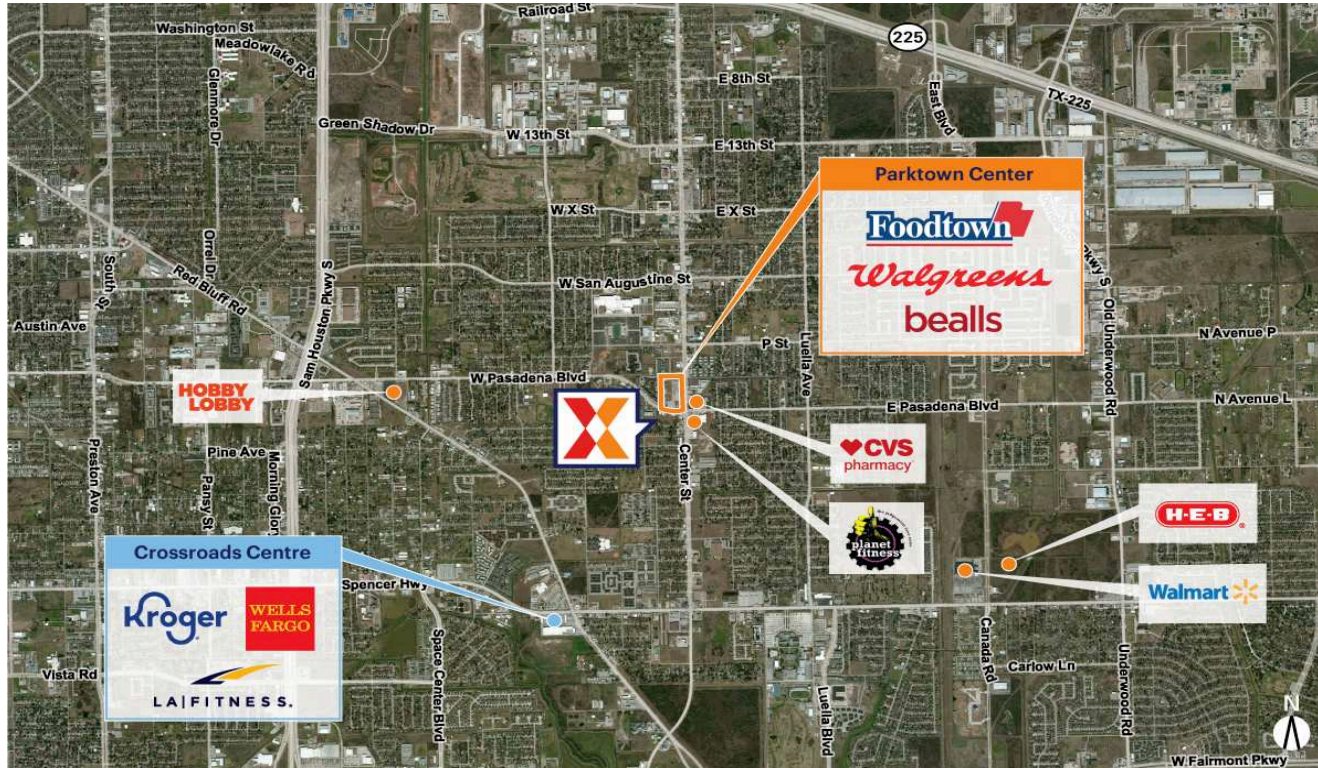 Railroad St
Washington St
Meadowlake Rd
Glenmore Dr
225
TX-225
E 8th St
East Blvd
Green Shadow Dr
W 13th St
E 13th St
Parktown Center
Foodtown
Walgreens
bealls
W X St
E X St
Pkwy S
Orrel Dr
South St
Red Bluff Rd
Sam Houston Pkwy S
W San Augustine St
Austin Ave
P St
Luella Ave
Old Underwood Rd
N Avenue P
HOBBY
LOBBY
W Pasadena Blvd
E Pasadena Blvd
N Avenue L
X
CVS
pharmacy
Center St
Preston Ave
Pine Ave
Pansy St
Morning Glory
planet
fitness
H-E-B
Walmart
Crossroads Centre
Kroger
WELLS
FARGO
LA|FITNESS.
Spencer Hwy
Space Center Blvd
Vista Rd
Canada Rd
Carlow Ln
Underwood Rd
Luella Blvd
N
W Fairmont Pkwy